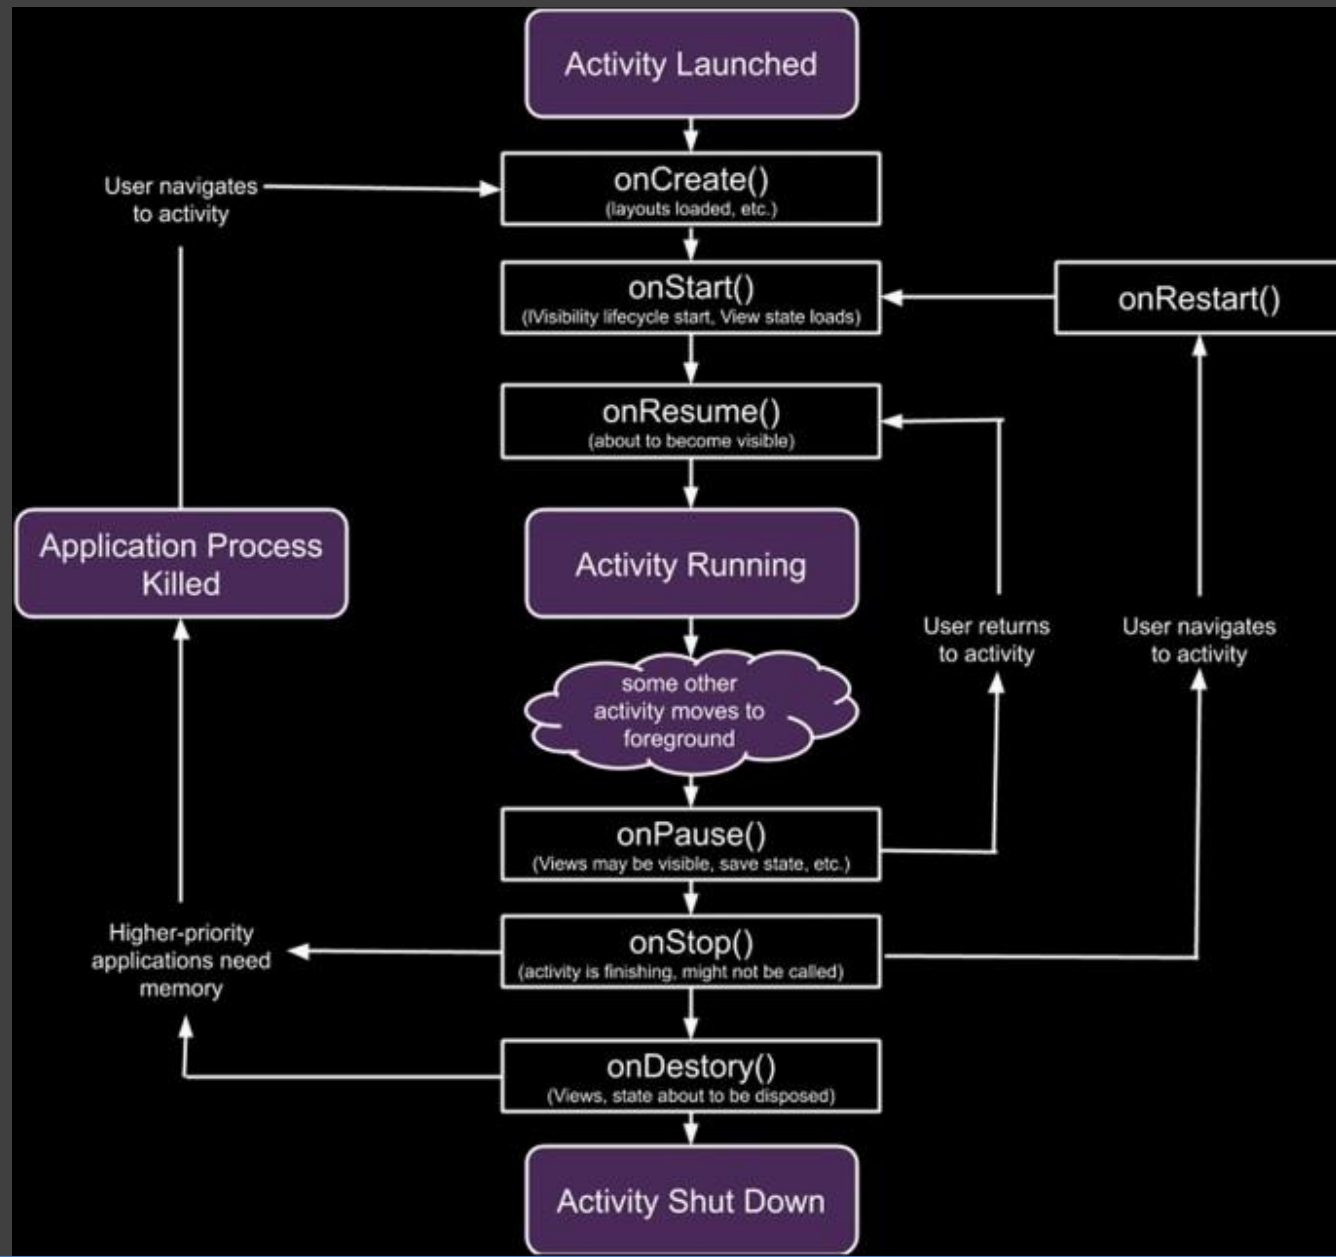 Activity Launched
User navigates
to activity
onCreate()
(layouts loaded, etc.)
onStart()
(IVisibility lifecycle start, View state loads)
onRestart()
onResume()
(about to become visible)
Application Process
Killed
Activity Running
User returns
to activity
User navigates
to activity
some other
activity moves to
foreground
onPause()
(Views may be visible, save state, etc.)
Higher-priority
applications need
memory
onStop()
(activity is finishing, might not be called)
onDestory()
(Views, state about to be disposed)
Activity Shut Down